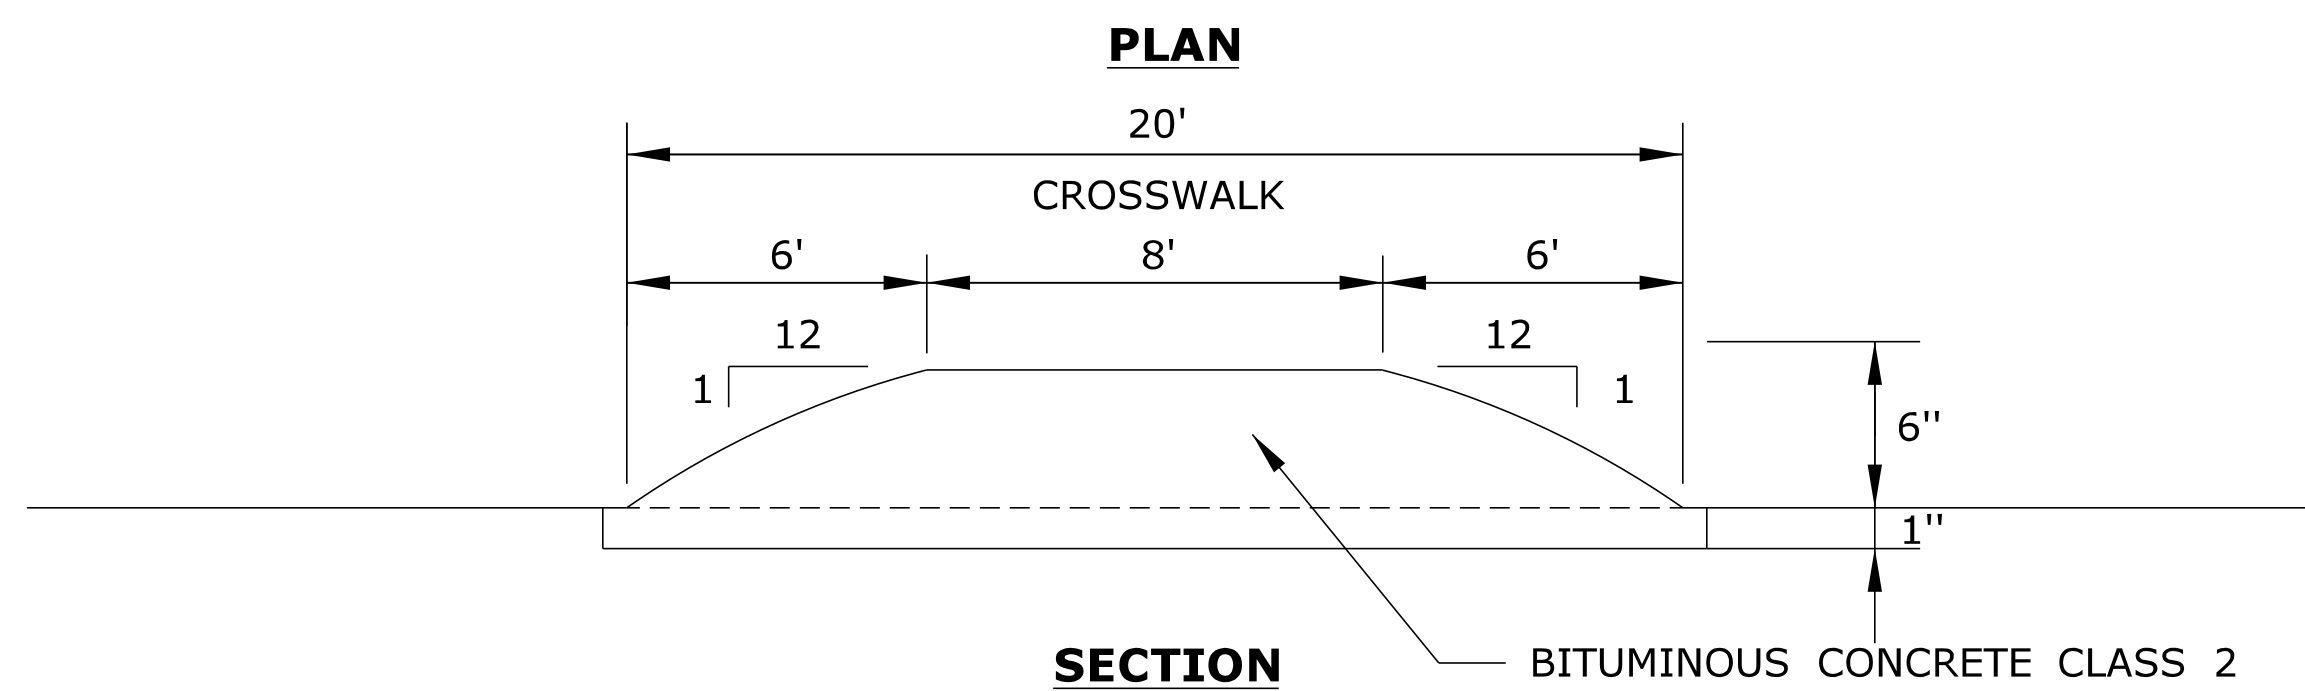 PLAN
20'
CROSSWALK
6' 8' 6'
12 12
1 1
6''
1''
BITUMINOUS CONCRETE CLASS 2
SECTION